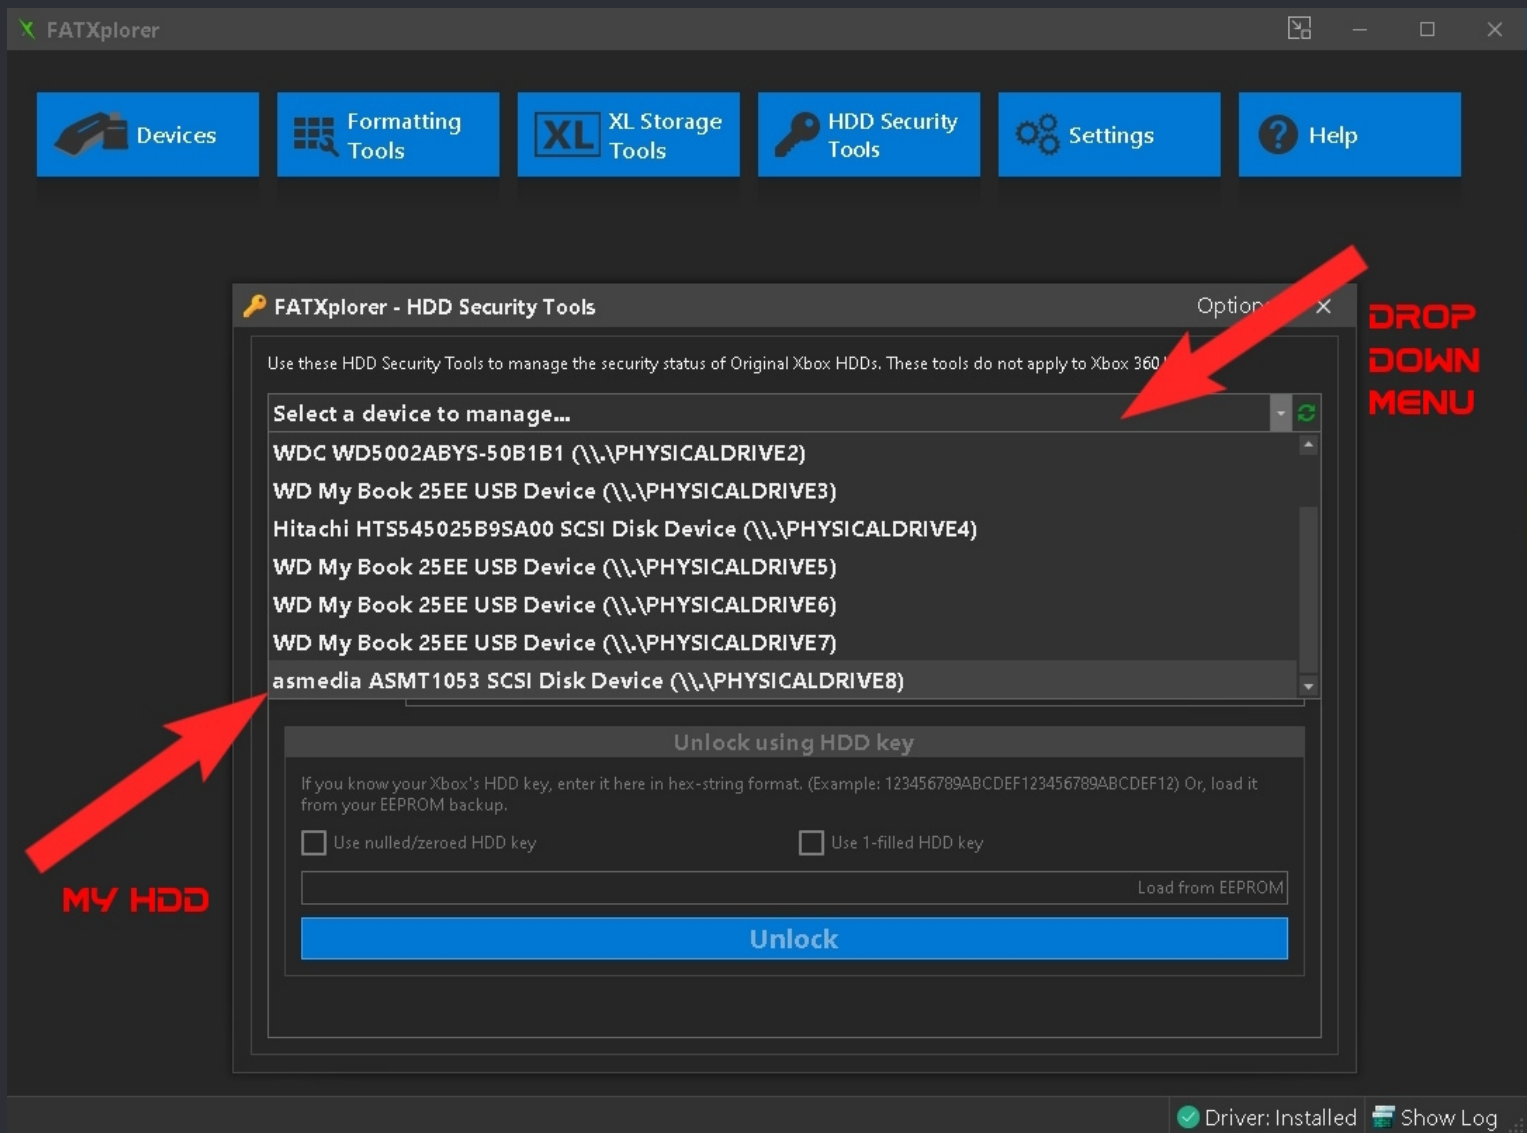 FATXplorer
Devices
Formatting
Tools
XL
XL Storage
Tools
HDD Security
Tools
Settings
?
Help
FATXplorer - HDD Security Tools
Option
Use these HDD Security Tools to manage the security status of Original Xbox HDDs. These tools do not apply to Xbox 360
DROP
DOWN
MENU
Select a device to manage...
WDC WD5002ABYS-50B1B1 (\\.\PHYSICALDRIVE2)
WD My Book 25EE USB Device (\\.\PHYSICALDRIVE3)
Hitachi HTS545025B9SA00 SCSI Disk Device (\\.\PHYSICALDRIVE4)
WD My Book 25EE USB Device (\\.\PHYSICALDRIVE5)
WD My Book 25EE USB Device (\\.\PHYSICALDRIVE6)
WD My Book 25EE USB Device (\\.\PHYSICALDRIVE7)
asmedia ASMT1053 SCSI Disk Device (\\.\PHYSICALDRIVE8)
Unlock using HDD key
If you know your Xbox's HDD key, enter it here in hex-string format. (Example: 123456789ABCDEF123456789ABCDEF12) Or, load it
from your EEPROM backup.
Use nulled/zeroed HDD key
Use 1-filled HDD key
MY HDD
Load from EEPROM
Unlock
Driver: Installed
Show Log